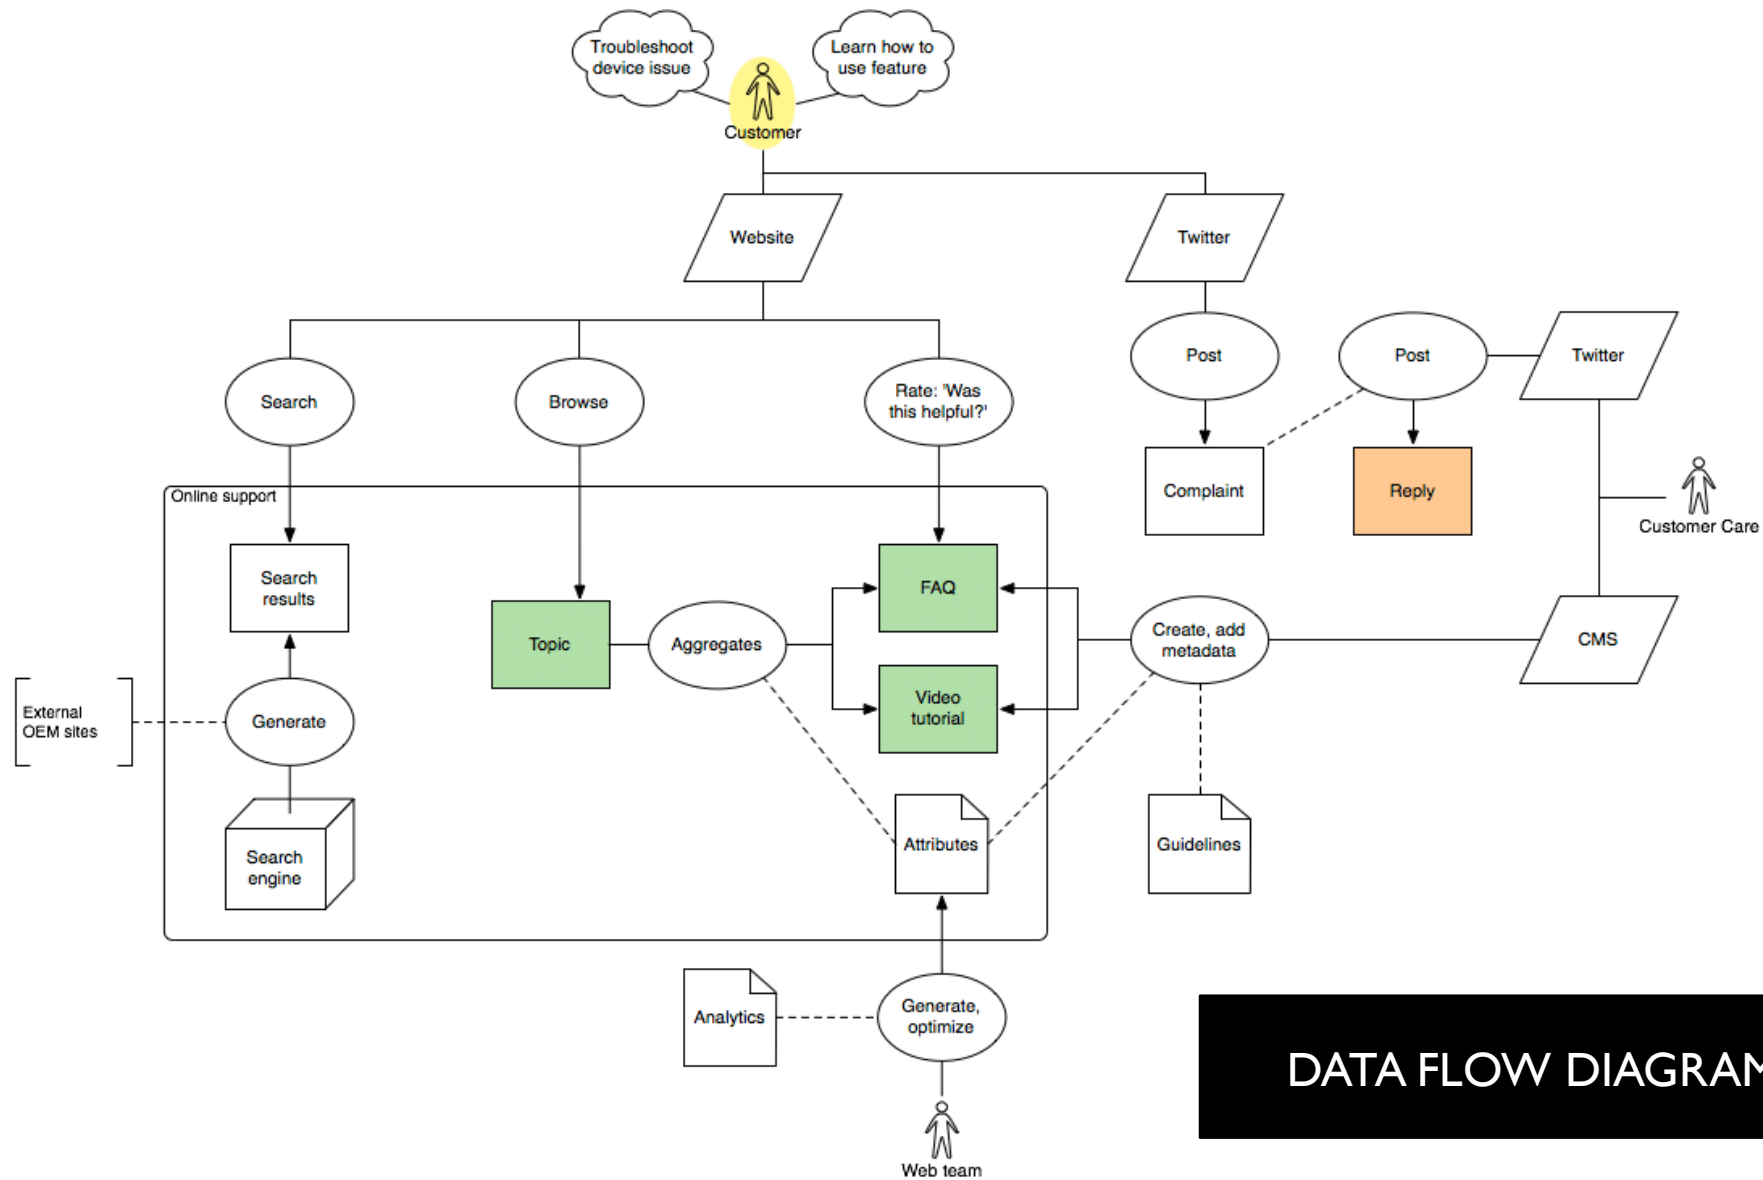 Troubleshoot
device issue
Learn how to
use feature
Customer
Website
Twitter
Search
Browse
Rate: 'Was
this helpful?'
Post
Post
Twitter
Complaint
Reply
Customer Care
Online support
Search
results
Topic
Aggregates
FAQ
Video
tutorial
Create, add
metadata
CMS
External
OEM sites
Generate
Search
engine
Attributes
Guidelines
Analytics
Generate,
optimize
Web team
DATA FLOW DIAGRAM